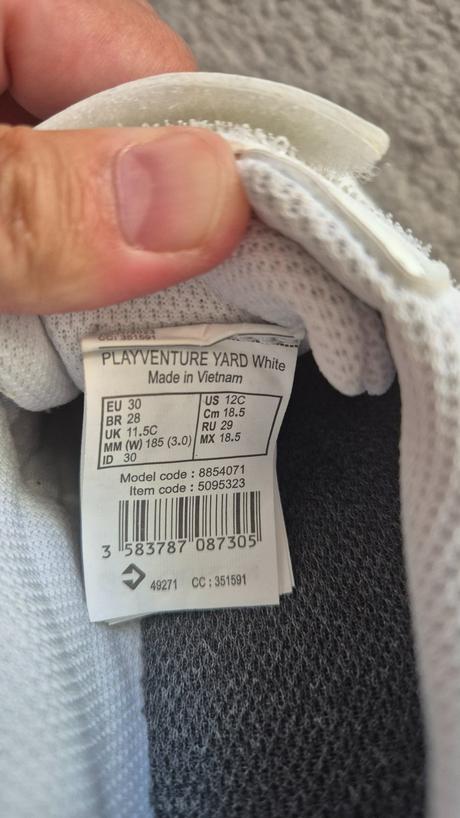 CC: 351591
PLAYVENTURE YARD White
Made in Vietnam
EU 30
BR 28
UK 11.5C
MM (W) 185 (3.0)
ID 30
US 12C
Cm 18.5
RU 29
MX 18.5
Model code : 8854071
Item code : 5095323
3 583787 087305
49271 CC : 351591